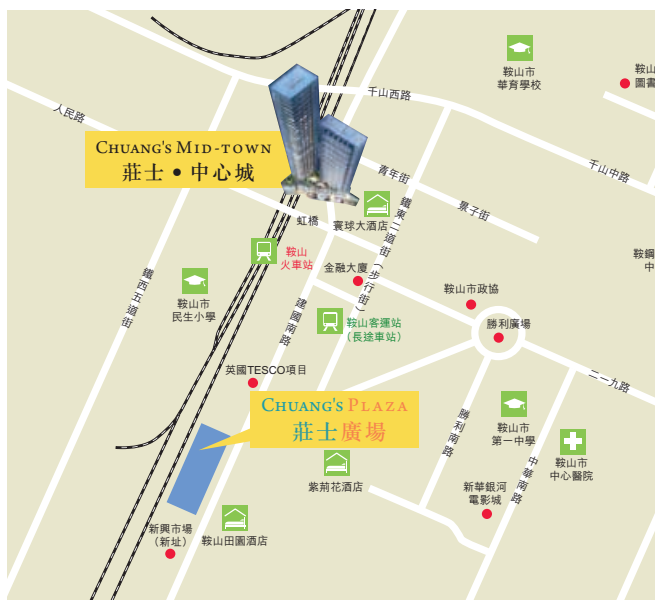 鞍山市
華育學校
鞍山
圖書
千山西路
人民路
CHUANG'S MID-TOWN
莊士•中心城
青年街
千山中路
景子街
鐵東二道街（步行街）
虹橋
寰球大酒店
鞍山
火車站
金融大廈
鞍鋼
中
鐵西五道街
鞍山市
民生小學
建國南路
鞍山市政協
鞍山客運站
（長途車站）
勝利廣場
英國TESCO項目
二一九路
CHUANG'S PLAZA
莊士廣場
勝利南路
鞍山市
第一中學
中華南路
鞍山市
中心醫院
紫荊花酒店
新華銀河
電影城
新興市場
（新址）
鞍山田園酒店